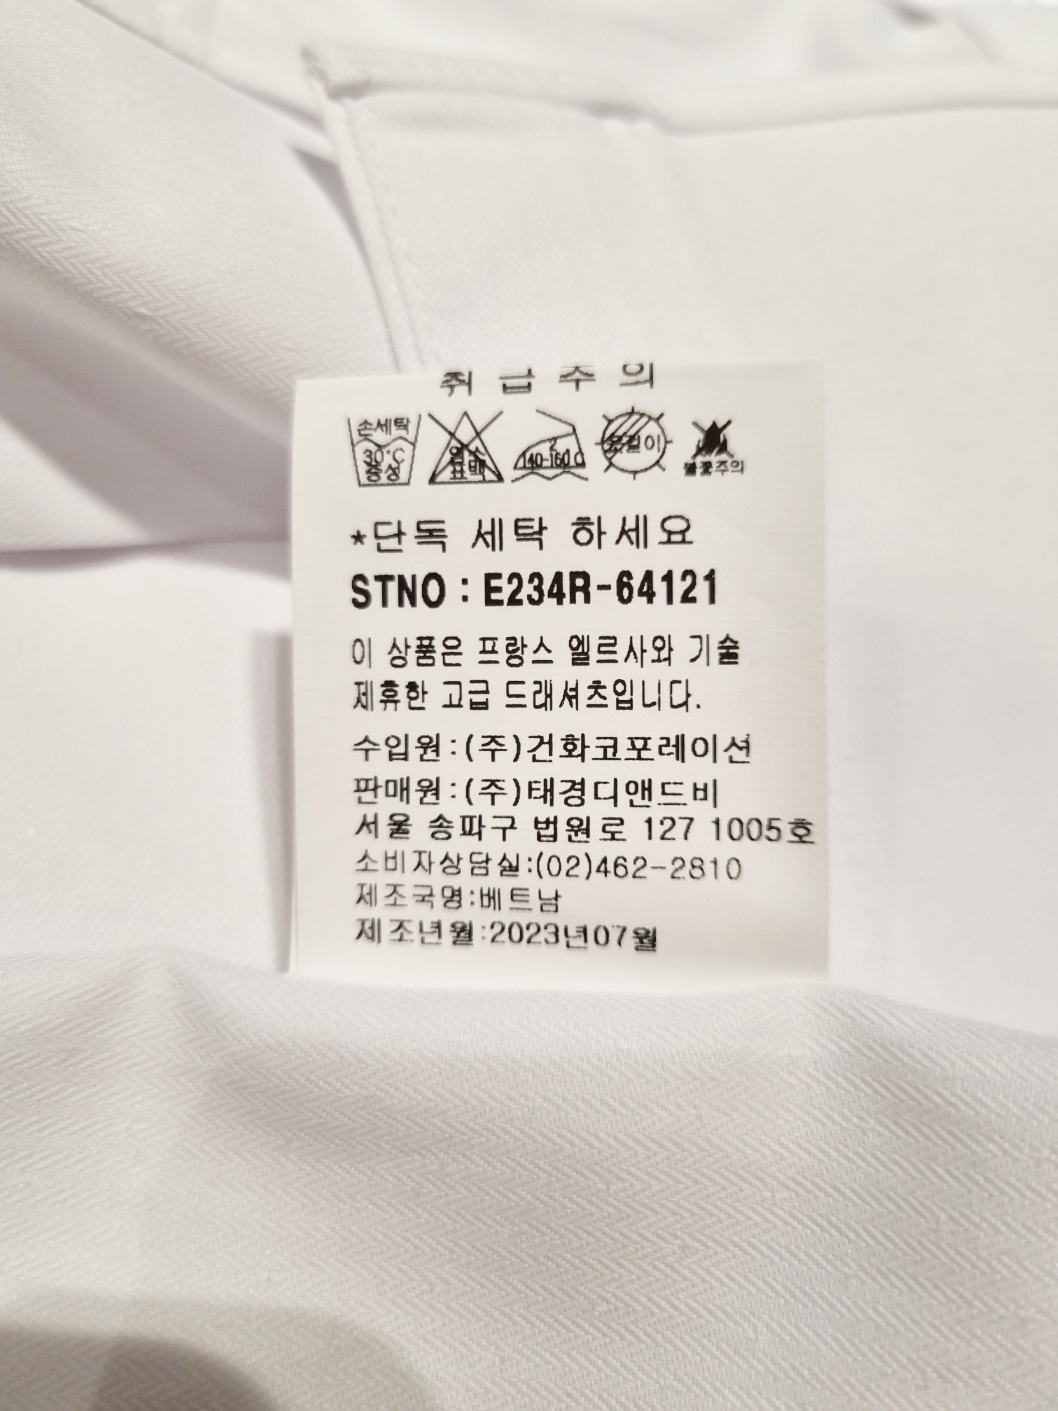 취급주의
손세탁
30°C
중성
염소
표백
2
140-160℃
옷걸이
불꽃주의
*단독 세탁 하세요
STNO : E234R-64121
이 상품은 프랑스 엘르사와 기술
제휴한 고급 드래셔츠입니다.
수입원:(주)건화코포레이션
판매원:(주)태경디앤드비
서울 송파구 법원로 127 1005호
소비자상담실:(02)462-2810
제조국명:베트남
제조년월:2023년07월